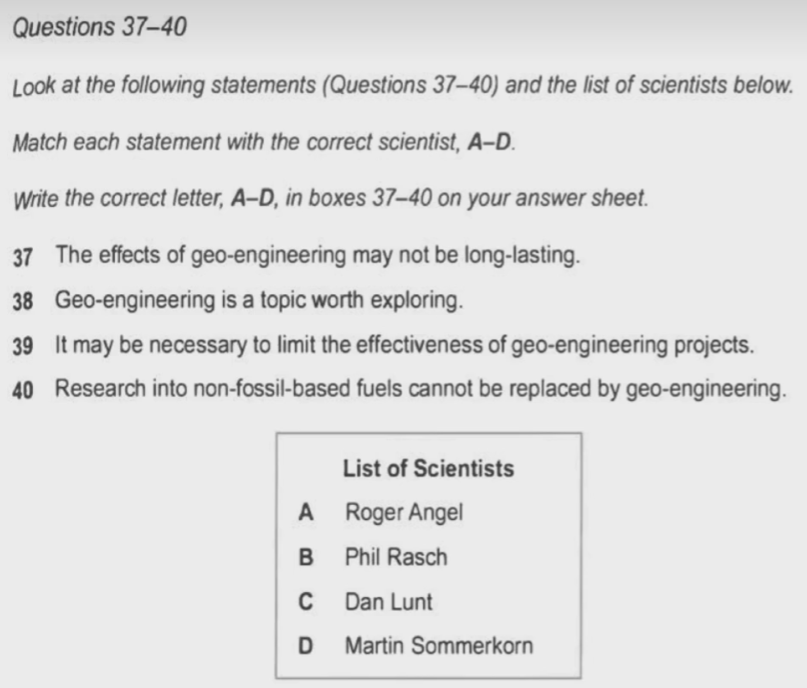 Questions 37–40
Look at the following statements (Questions 37–40) and the list of scientists below.
Match each statement with the correct scientist, A–D.
Write the correct letter, A–D, in boxes 37–40 on your answer sheet.
37 The effects of geo-engineering may not be long-lasting.
38 Geo-engineering is a topic worth exploring.
39 It may be necessary to limit the effectiveness of geo-engineering projects.
40 Research into non-fossil-based fuels cannot be replaced by geo-engineering.
List of Scientists
A Roger Angel
B Phil Rasch
C Dan Lunt
D Martin Sommerkorn